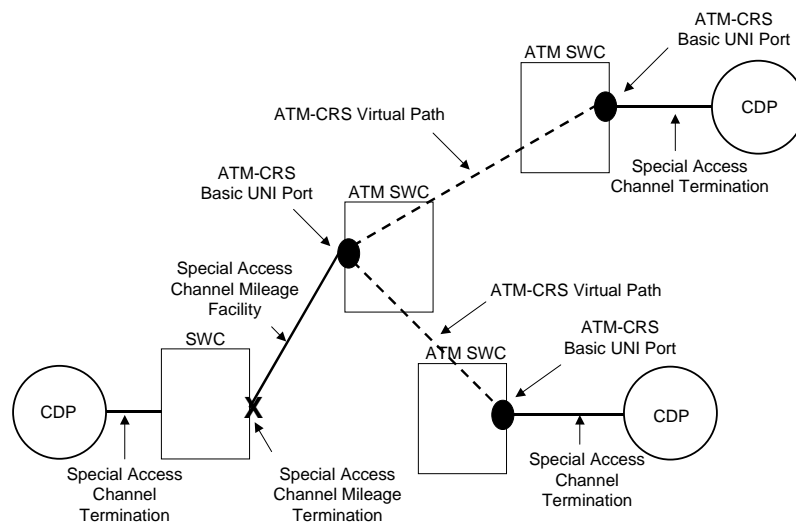 ATM-CRS
Basic UNI Port
ATM SWC
CDP
ATM-CRS Virtual Path
Special Access
Channel Termination
ATM-CRS
Basic UNI Port
ATM SWC
Special Access
Channel Mileage
Facility
ATM-CRS Virtual Path
SWC
ATM-CRS
Basic UNI Port
ATM SWC
CDP
X
CDP
Special Access
Channel
Termination
Special Access
Channel Mileage
Termination
Special Access
Channel
Termination